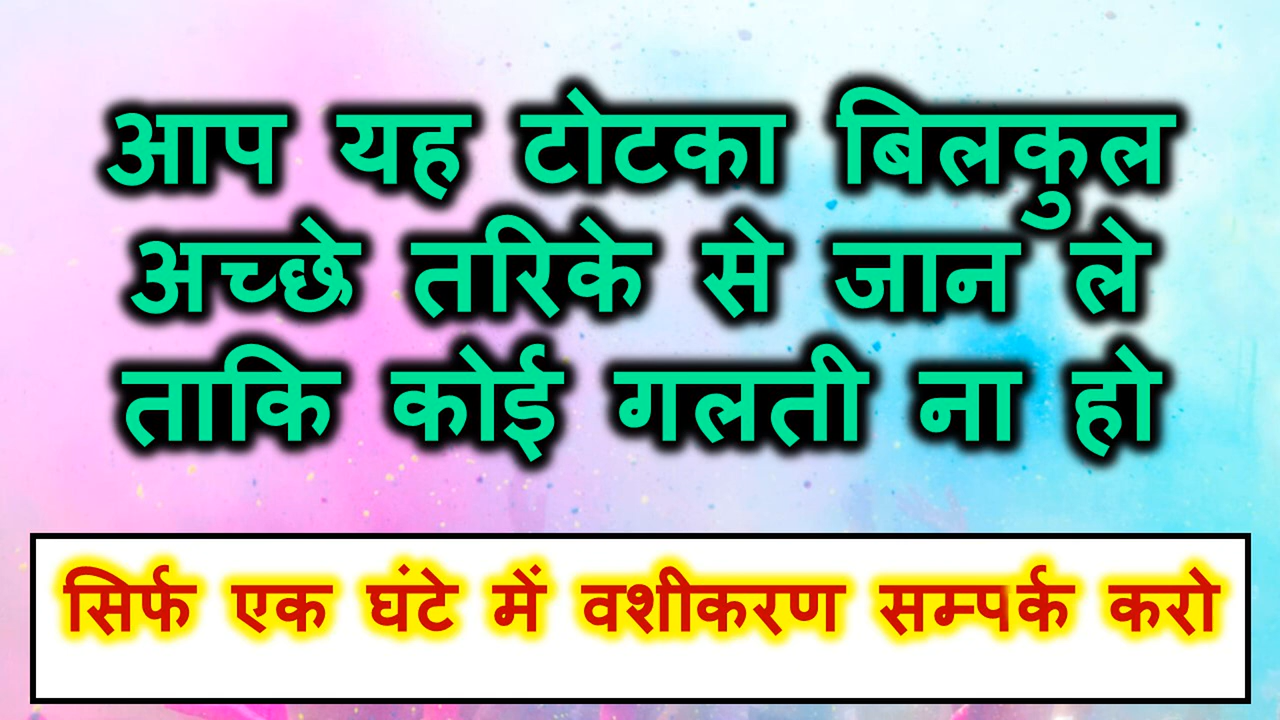 आप यह टोटका बिलकुल
अच्छे तरिके से जान ले
ताकि कोई गलती ना हो
सिर्फ एक घंटे में वशीकरण सम्पर्क करो